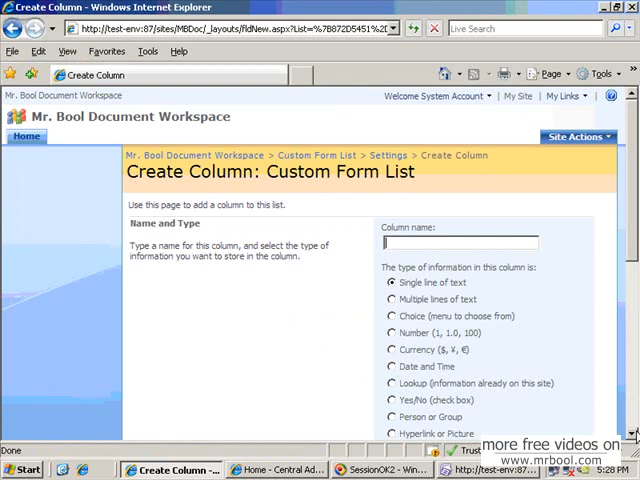 Create Column - Windows Internet Explorer
http://test-env:87/sites/MBDoc/_layouts/fldNew.aspx?List=%7B872D5451%2D
Live Search
File Edit View Favorites Tools Help
Create Column
Page Tools
Mr. Bool Document Workspace
Welcome System Account My Site My Links
Mr. Bool Document Workspace
Home
Site Actions
Mr. Bool Document Workspace > Custom Form List > Settings > Create Column
Create Column: Custom Form List
Use this page to add a column to this list.
Name and Type
Type a name for this column, and select the type of
information you want to store in the column.
Column name:
The type of information in this column is:
Single line of text
Multiple lines of text
Choice (menu to choose from)
Number (1, 1.0, 100)
Currency ($, ¥, €)
Date and Time
Lookup (information already on this site)
Yes/No (check box)
Person or Group
Hyperlink or Picture
Done
more free videos on
www.mrbool.com
Start
Create Column -...
Home - Central Ad...
SessionOK2 - Win...
http://test-env:87...
5:28 PM